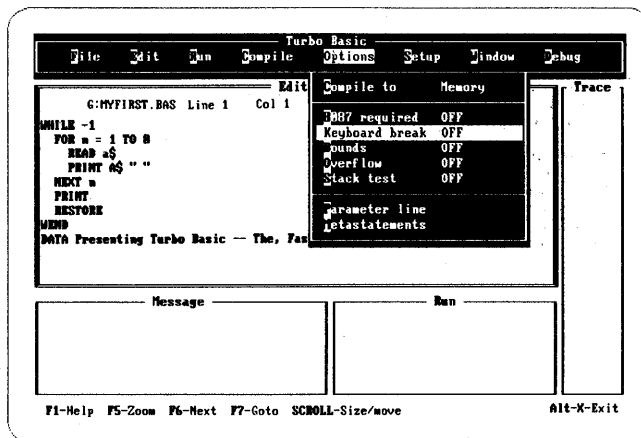 Turbo Basic
File Edit Run Compile Options Setup Window Debug
Edit
G:MYFIRST.BAS Line 1 Col 1
WHILE -1
FOR n = 1 TO 8
READ a$
PRINT A$ " "
NEXT n
PRINT
RESTORE
WEND
DATA Presenting Turbo Basic -- The, Fas
Compile to Memory
8087 required OFF
Keyboard break OFF
Bounds OFF
Overflow OFF
Stack test OFF
Parameter line
Metastatements
Trace
Message
Run
F1-Help F5-Zoom F6-Next F7-Goto SCROLL-Size/move Alt-X-Exit